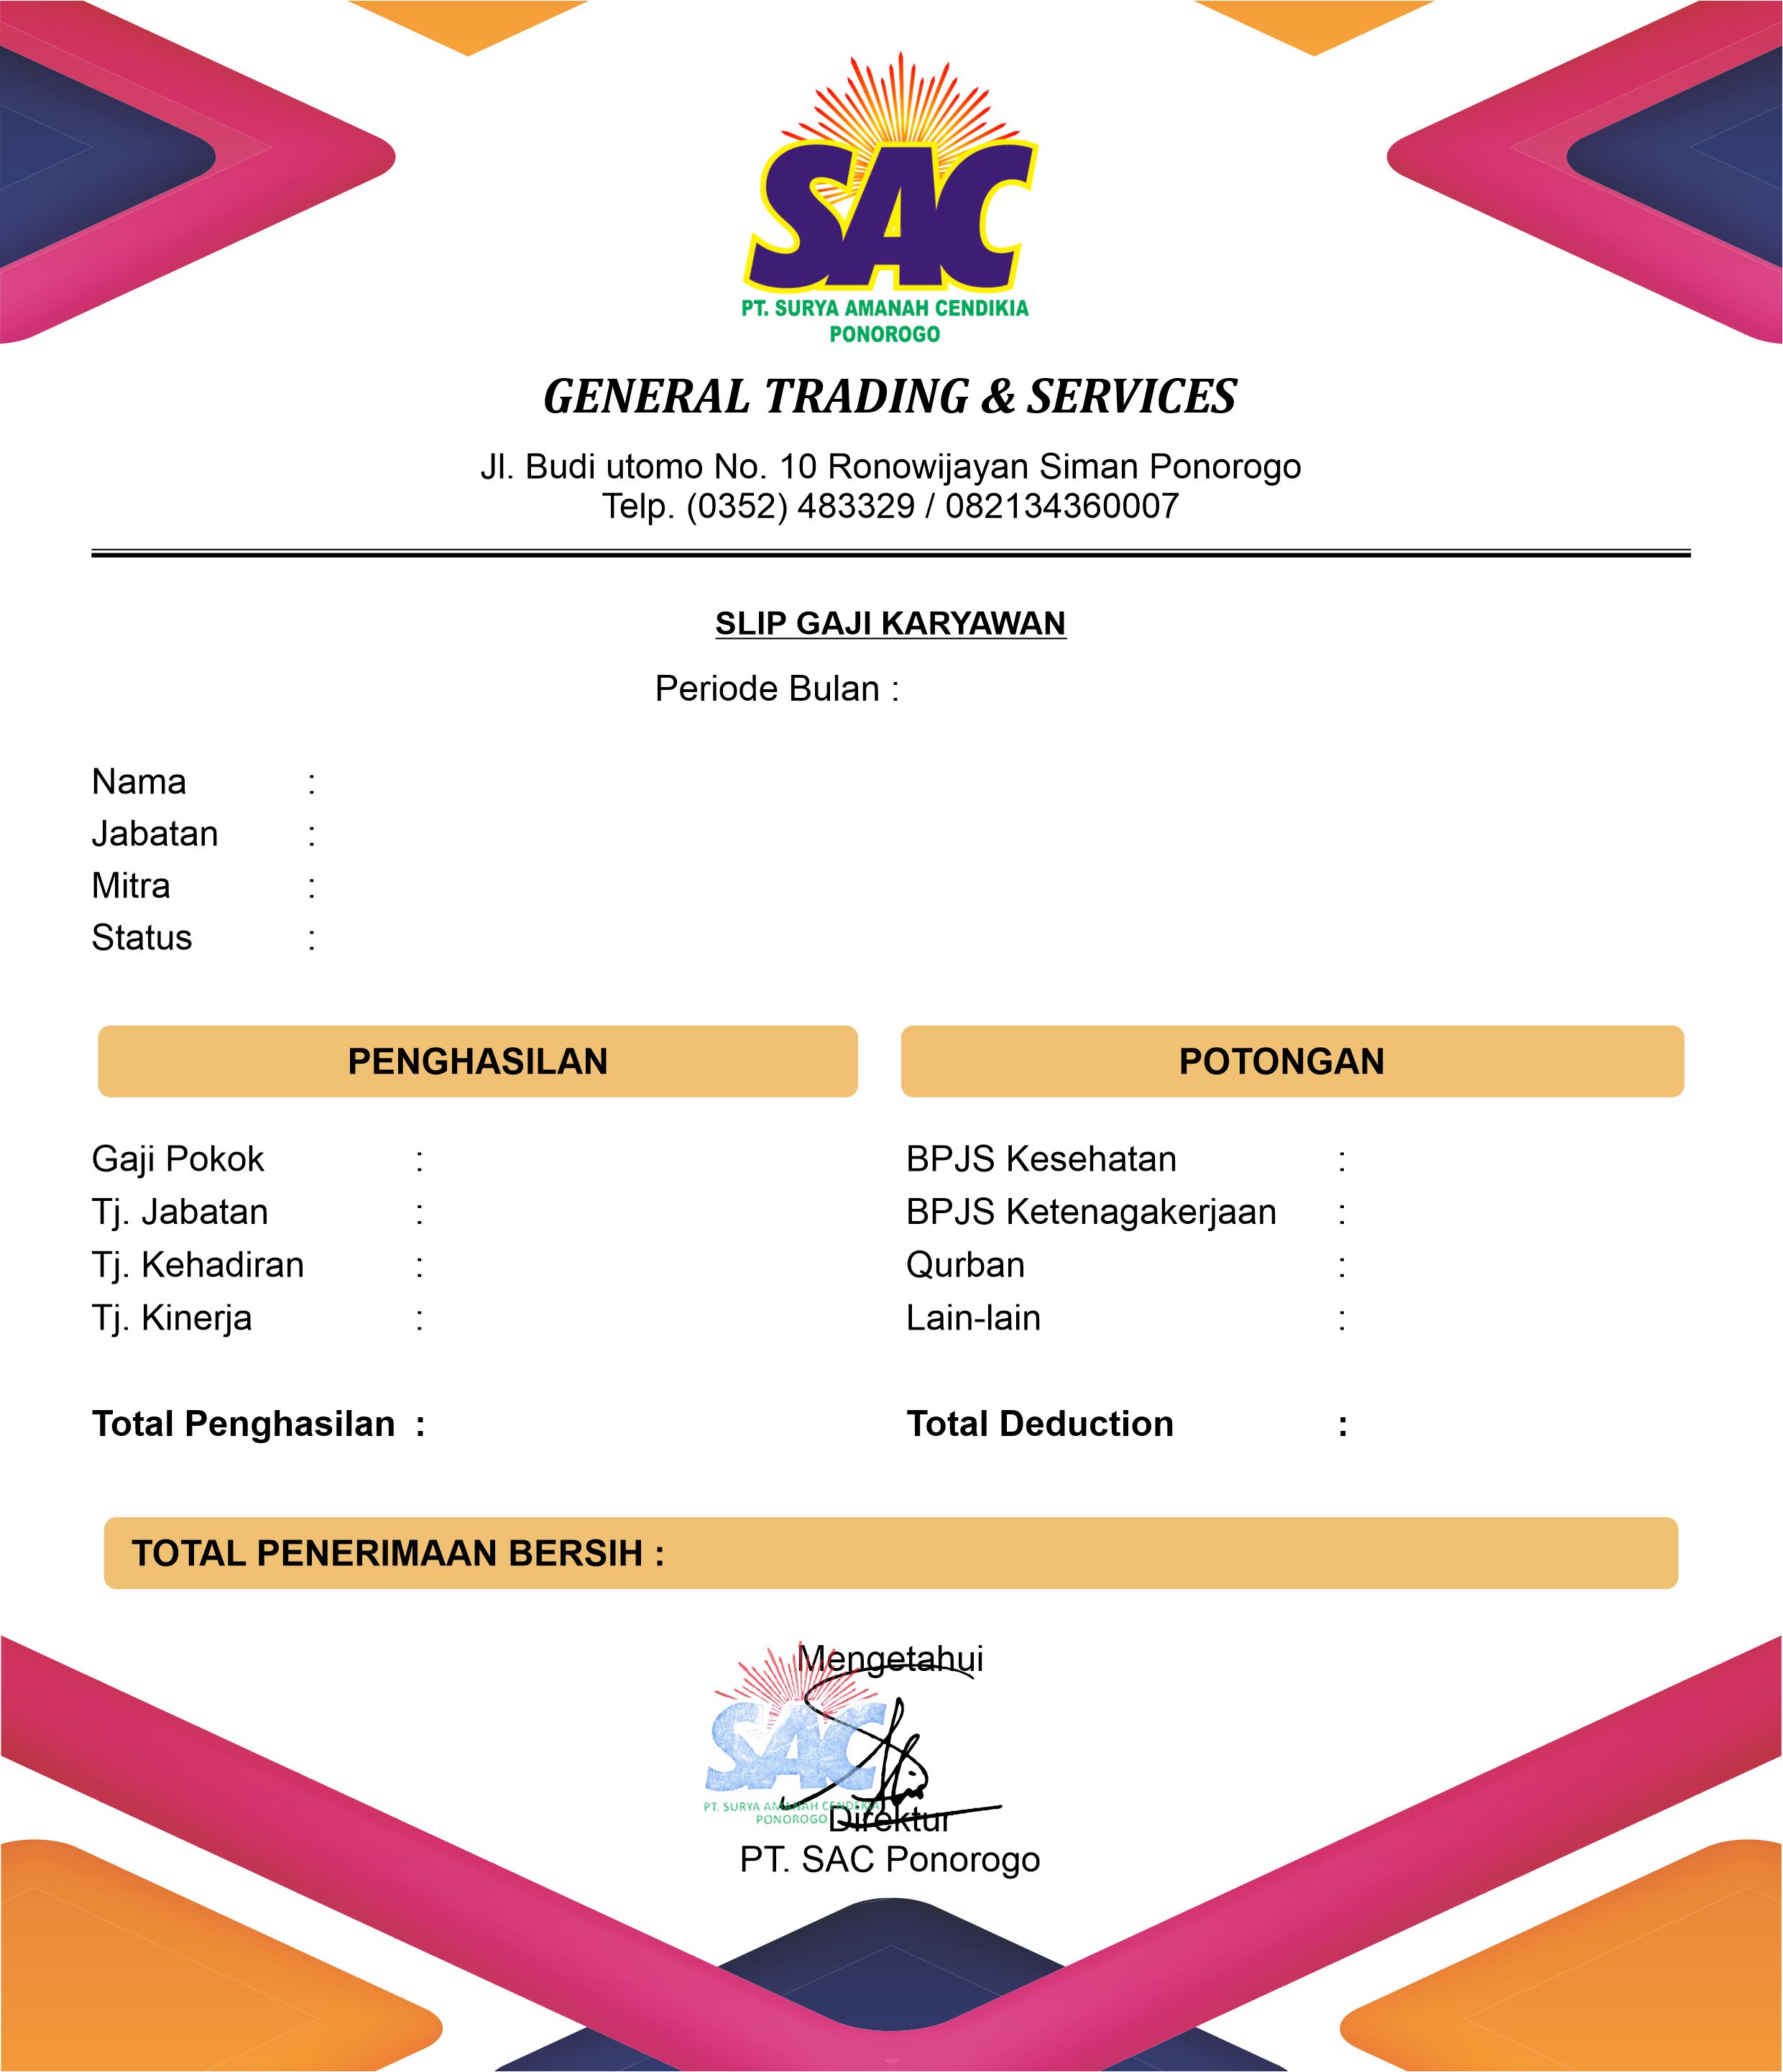 SAC
PT. SURYA AMANAH CENDIKIA
PONOROGO
GENERAL TRADING & SERVICES
Jl. Budi utomo No. 10 Ronowijayan Siman Ponorogo
Telp. (0352) 483329 / 082134360007
SLIP GAJI KARYAWAN
Periode Bulan :
Nama :
Jabatan :
Mitra :
Status :
PENGHASILAN
Gaji Pokok :
Tj. Jabatan :
Tj. Kehadiran :
Tj. Kinerja :
Total Penghasilan :
POTONGAN
BPJS Kesehatan :
BPJS Ketenagakerjaan :
Qurban :
Lain-lain :
Total Deduction :
TOTAL PENERIMAAN BERSIH :
Mengetahui
SAC
PT. SURYA AMANAH CENDEKIA
PONOROGO
Direktur
PT. SAC Ponorogo